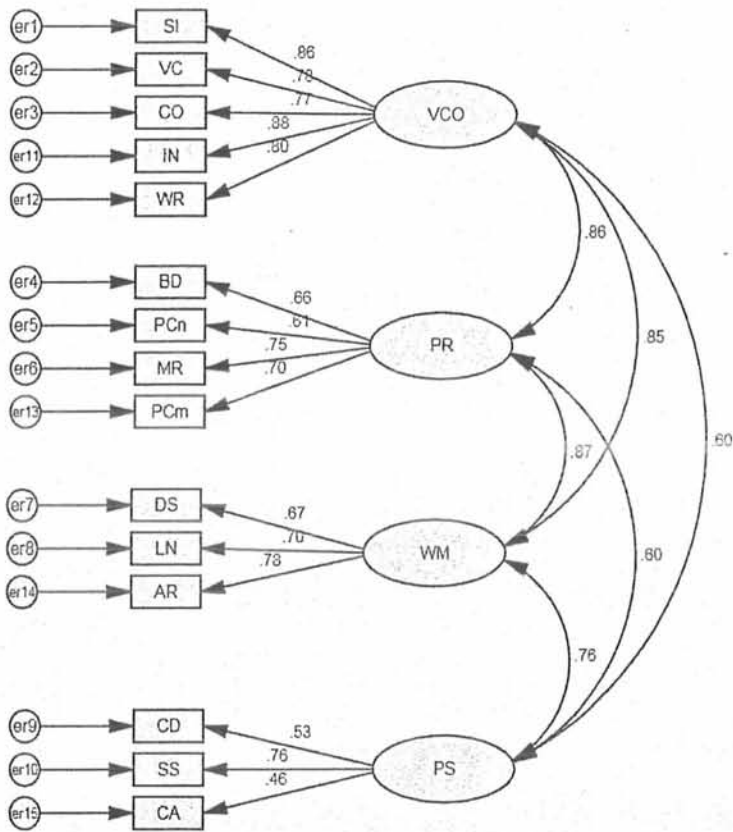 er1 SI
.86
er2 VC
.78
er3 CO
.77
VCO
er11 IN
.88
er12 WR
.80
.86
er4 BD
.66
er5 PCn
.61
er6 MR
.75
PR
.85
er13 PCm
.70
.60
.87
er7 DS
.67
er8 LN
.70
WM
.60
er14 AR
.78
.76
er9 CD
.53
er10 SS
.76
PS
er15 CA
.46